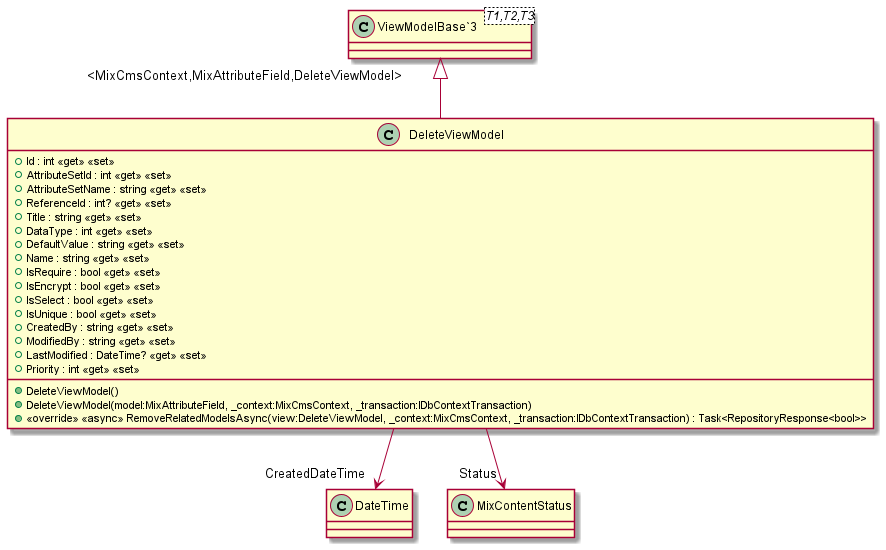 C ViewModelBase`3
T1,T2,T3
<MixCmsContext,MixAttributeField,DeleteViewModel>
C DeleteViewModel
Id : int «get» «set»
AttributeSetId : int «get» «set»
AttributeSetName : string «get» «set»
ReferenceId : int? «get» «set»
Title : string «get» «set»
DataType : int «get» «set»
DefaultValue : string «get» «set»
Name : string «get» «set»
IsRequire : bool «get» «set»
IsEncrypt : bool «get» «set»
IsSelect : bool «get» «set»
IsUnique : bool «get» «set»
CreatedBy : string «get» «set»
ModifiedBy : string «get» «set»
LastModified : DateTime? «get» «set»
Priority : int «get» «set»
DeleteViewModel()
DeleteViewModel(model:MixAttributeField, _context:MixCmsContext, _transaction:IDbContextTransaction)
«override» «async» RemoveRelatedModelsAsync(view:DeleteViewModel, _context:MixCmsContext, _transaction:IDbContextTransaction) : Task<RepositoryResponse<bool>>
CreatedDateTime
Status
C DateTime
C MixContentStatus